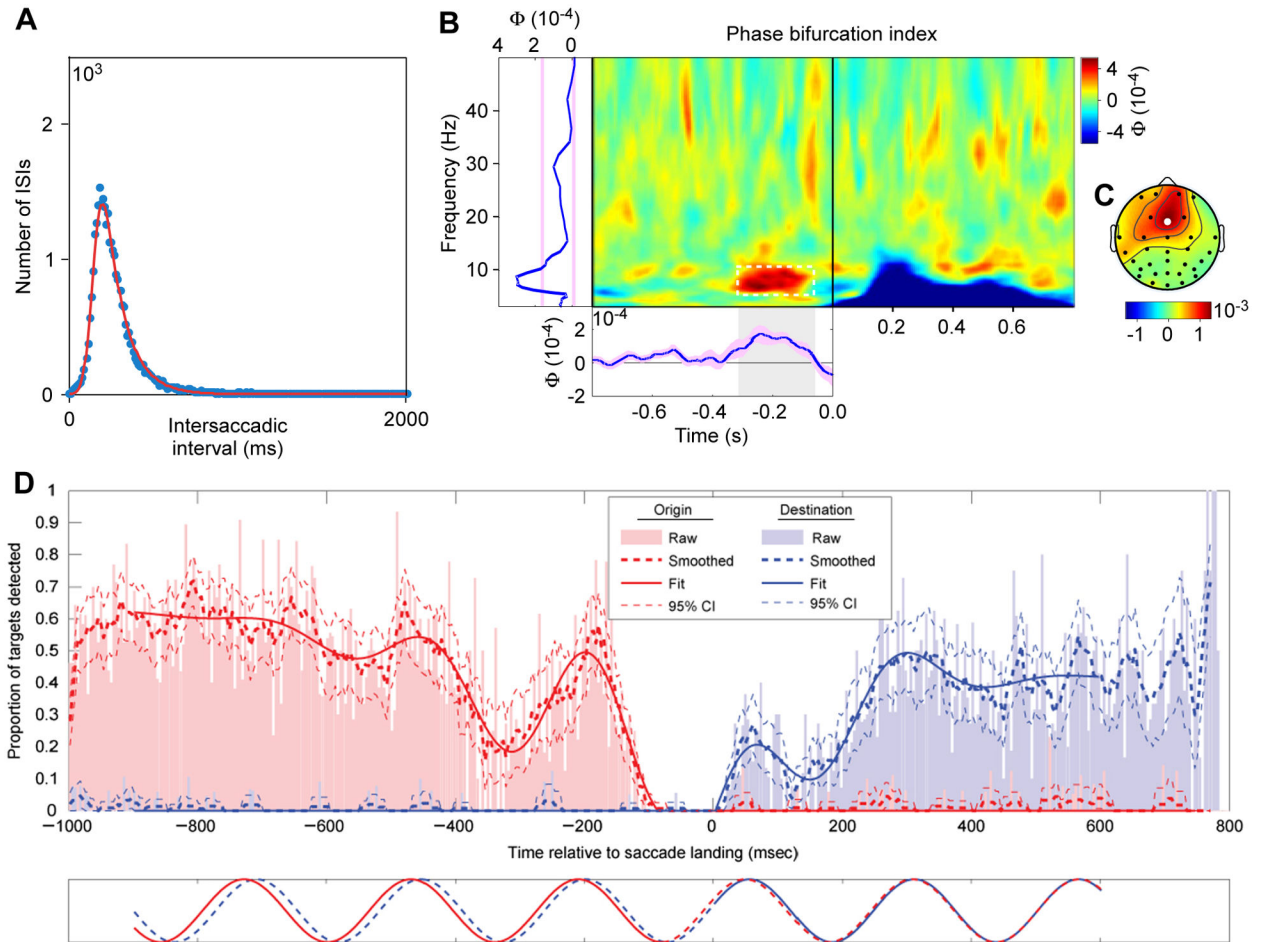 A
10³
2
1
0
Number of ISIs
0
2000
Intersaccadic
interval (ms)
B
Φ (10⁻⁴)
4 2 0
Phase bifurcation index
Frequency (Hz)
40
30
20
10
4
0
-4
Φ (10⁻⁴)
10⁻⁴
2
0
-2
Φ (10⁻⁴)
-0.6 -0.4 -0.2 0.0
0.2 0.4 0.6
Time (s)
C
-1 0 1
10⁻³
D
Proportion of targets detected
1
0.9
0.8
0.7
0.6
0.5
0.4
0.3
0.2
0.1
0
Origin
Raw
Smoothed
Fit
95% CI
Destination
Raw
Smoothed
Fit
95% CI
−1000 −800 −600 −400 −200 0 200 400 600 800
Time relative to saccade landing (msec)